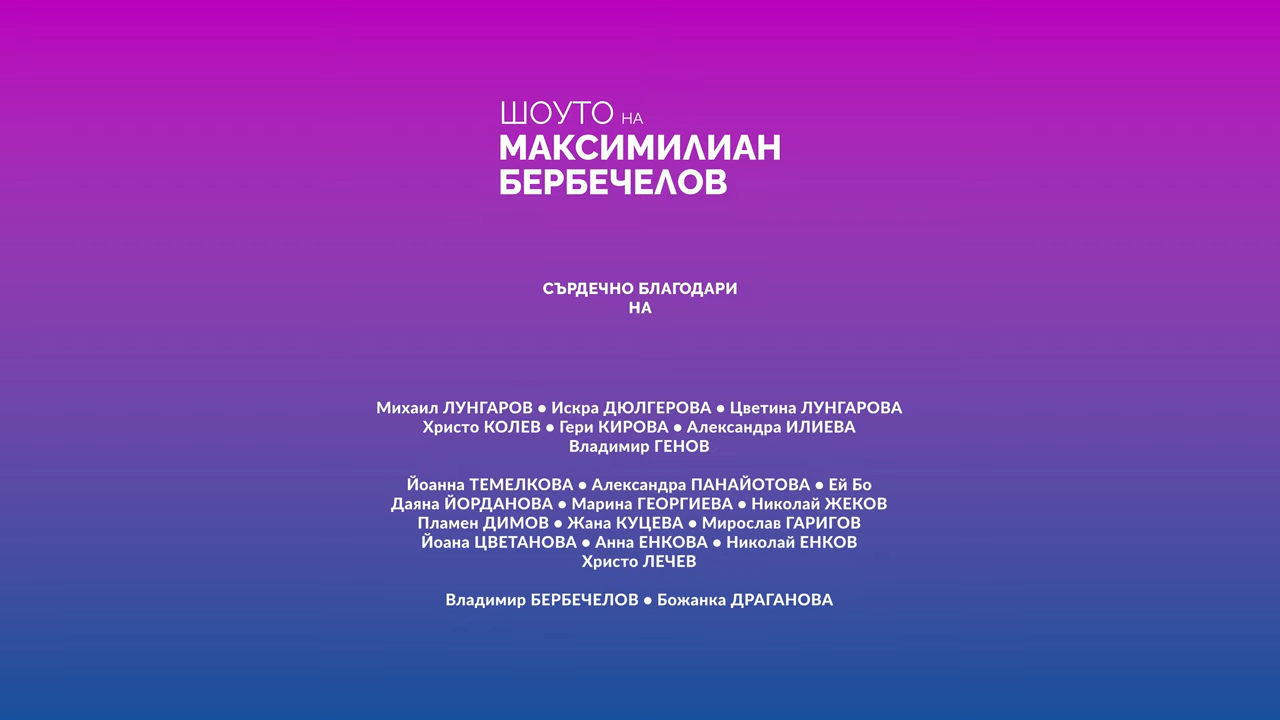 ШОУТО НА
МАКСИМИЛИАН
БЕРБЕЧЕЛОВ
СЪРДЕЧНО БЛАГОДАРИ
НА
Михаил ЛУНГАРОВ ● Искра ДЮЛГЕРОВА ● Цветина ЛУНГАРОВА
Христо КОЛЕВ ● Гери КИРОВА ● Александра ИЛИЕВА
Владимир ГЕНОВ
Йоанна ТЕМЕЛКОВА ● Александра ПАНАЙОТОВА ● Ей Бо
Даяна ЙОРДАНОВА ● Марина ГЕОРГИЕВА ● Николай ЖЕКОВ
Пламен ДИМОВ ● Жана КУЦЕВА ● Мирослав ГАРИГОВ
Йоана ЦВЕТАНОВА ● Анна ЕНКОВА ● Николай ЕНКОВ
Христо ЛЕЧЕВ
Владимир БЕРБЕЧЕЛОВ ● Божанка ДРАГАНОВА